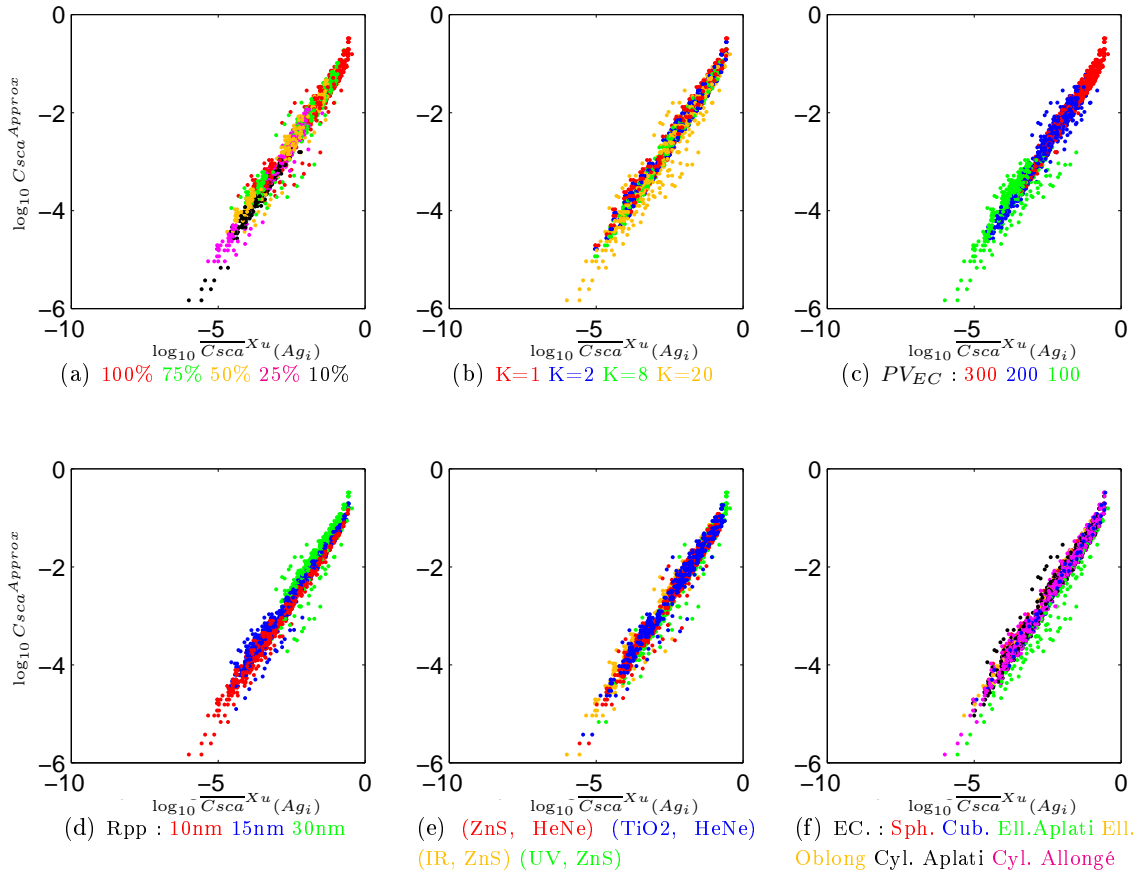 0
−2
−4
−6
−10
−5
0
log10 Csca^Approx
log10 Csca^Xu(Ag_i)
(a) 100% 75% 50% 25% 10%
0
−2
−4
−6
−10
−5
0
log10 Csca^Xu(Ag_i)
(b) K=1 K=2 K=8 K=20
0
−2
−4
−6
−10
−5
0
log10 Csca^Xu(Ag_i)
(c) PV_EC : 300 200 100
0
−2
−4
−6
−10
−5
0
log10 Csca^Approx
log10 Csca^Xu(Ag_i)
(d) Rpp : 10nm 15nm 30nm
0
−2
−4
−6
−10
−5
0
log10 Csca^Xu(Ag_i)
(e) (ZnS, HeNe) (TiO2, HeNe)
(IR, ZnS) (UV, ZnS)
0
−2
−4
−6
−10
−5
0
log10 Csca^Xu(Ag_i)
(f) EC. : Sph. Cub. Ell.Aplati Ell.
Oblong Cyl. Aplati Cyl. Allongé